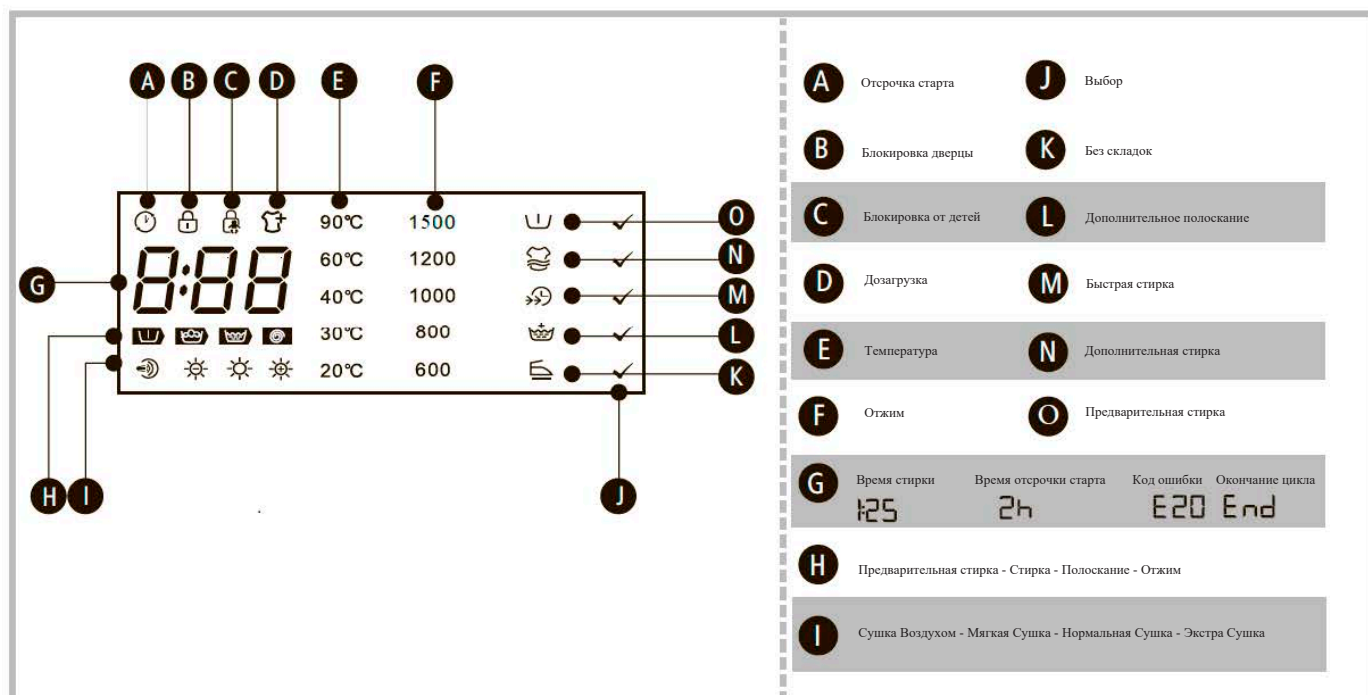 A B C D E F
90℃ 1500 O
8:88 60℃ 1200 N
G 40℃ 1000 M
30℃ 800 L
20℃ 600 K
H I J
A Отсрочка старта J Выбор
B Блокировка дверцы K Без складок
C Блокировка от детей L Дополнительное полоскание
D Дозагрузка M Быстрая стирка
E Температура N Дополнительная стирка
F Отжим O Предварительная стирка
G Время стирки Время отсрочки старта Код ошибки Окончание цикла
1:25 2h E20 End
H Предварительная стирка - Стирка - Полоскание - Отжим
I Сушка Воздухом - Мягкая Сушка - Нормальная Сушка - Экстра Сушка